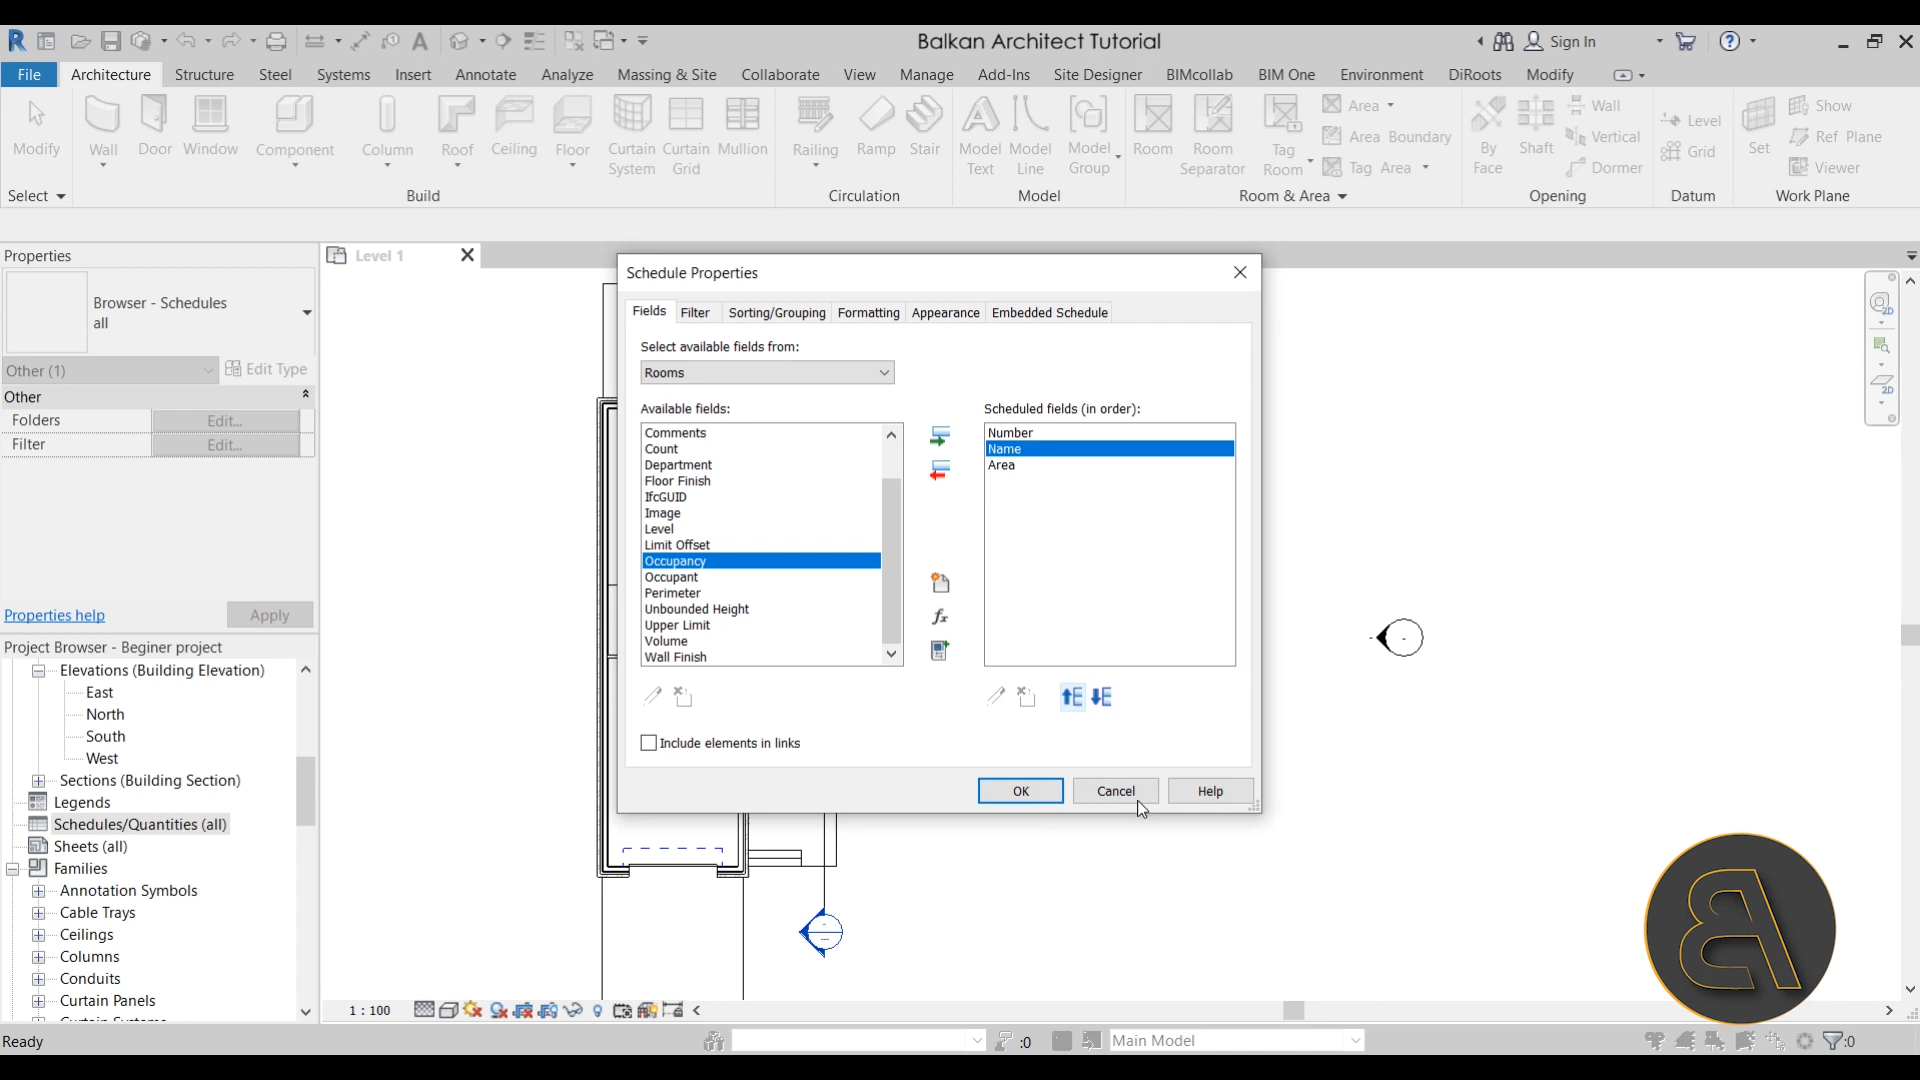 Balkan Architect Tutorial
Sign In
File Architecture Structure Steel Systems Insert Annotate Analyze Massing & Site Collaborate View Manage Add-Ins Site Designer BIMcollab BIM One Environment DiRoots Modify
Modify
Wall
Door
Window
Component
Column
Roof
Ceiling
Floor
Curtain System
Curtain Grid
Mullion
Railing
Ramp
Stair
Model Text
Model Line
Model Group
Room
Room Separator
Tag Room
Area
Area Boundary
Tag Area
By Face
Shaft
Wall
Vertical
Dormer
Level
Grid
Set
Show
Ref Plane
Viewer
Select Build Circulation Model Room & Area Opening Datum Work Plane
Properties
Browser - Schedules
all
Other (1) Edit Type
Other
Folders Edit...
Filter Edit...
Properties help Apply
Project Browser - Beginer project
Elevations (Building Elevation)
East
North
South
West
Sections (Building Section)
Legends
Schedules/Quantities (all)
Sheets (all)
Families
Annotation Symbols
Cable Trays
Ceilings
Columns
Conduits
Curtain Panels
Level 1
Schedule Properties
Fields Filter Sorting/Grouping Formatting Appearance Embedded Schedule
Select available fields from:
Rooms
Available fields:
Comments
Count
Department
Floor Finish
IfcGUID
Image
Level
Limit Offset
Occupancy
Occupant
Perimeter
Unbounded Height
Upper Limit
Volume
Wall Finish
Scheduled fields (in order):
Number
Name
Area
Include elements in links
OK Cancel Help
2D
2D
1 : 100
Ready
:0
Main Model
:0